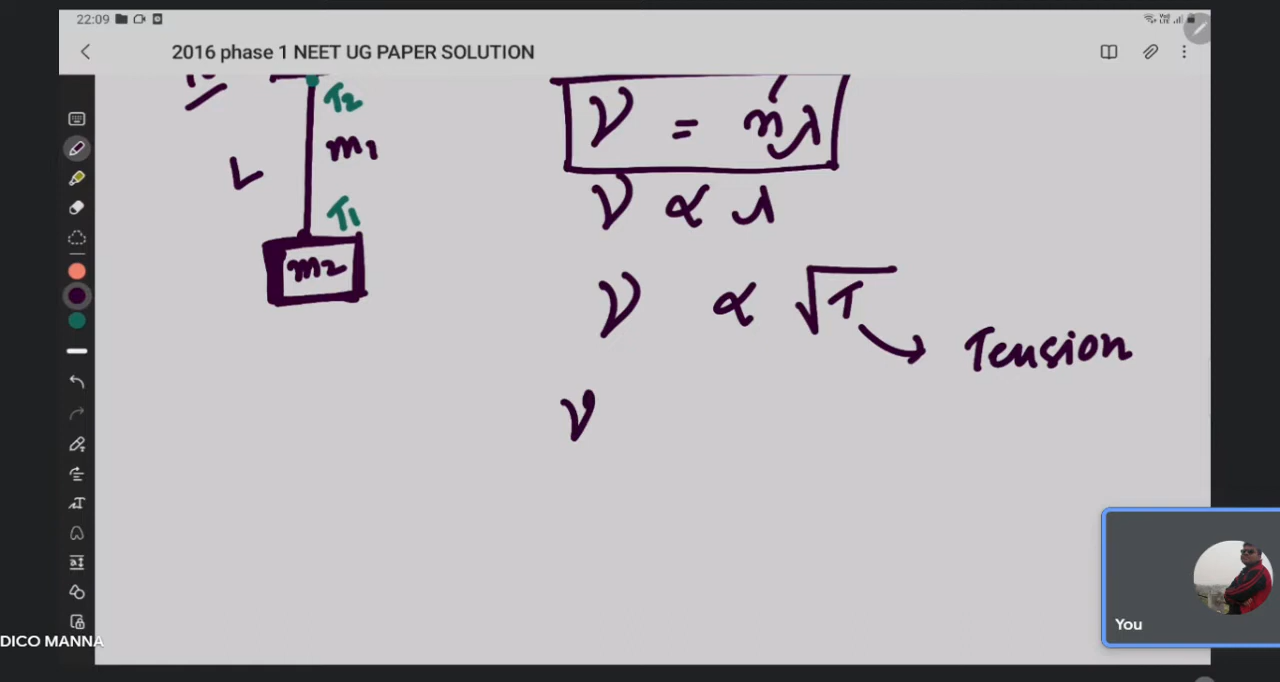 22:09
2016 phase 1 NEET UG PAPER SOLUTION
T2
m1
L
T1
m2
ν = nλ
ν ∝ λ
ν ∝ √T
Tension
ν
You
DICO MANNA